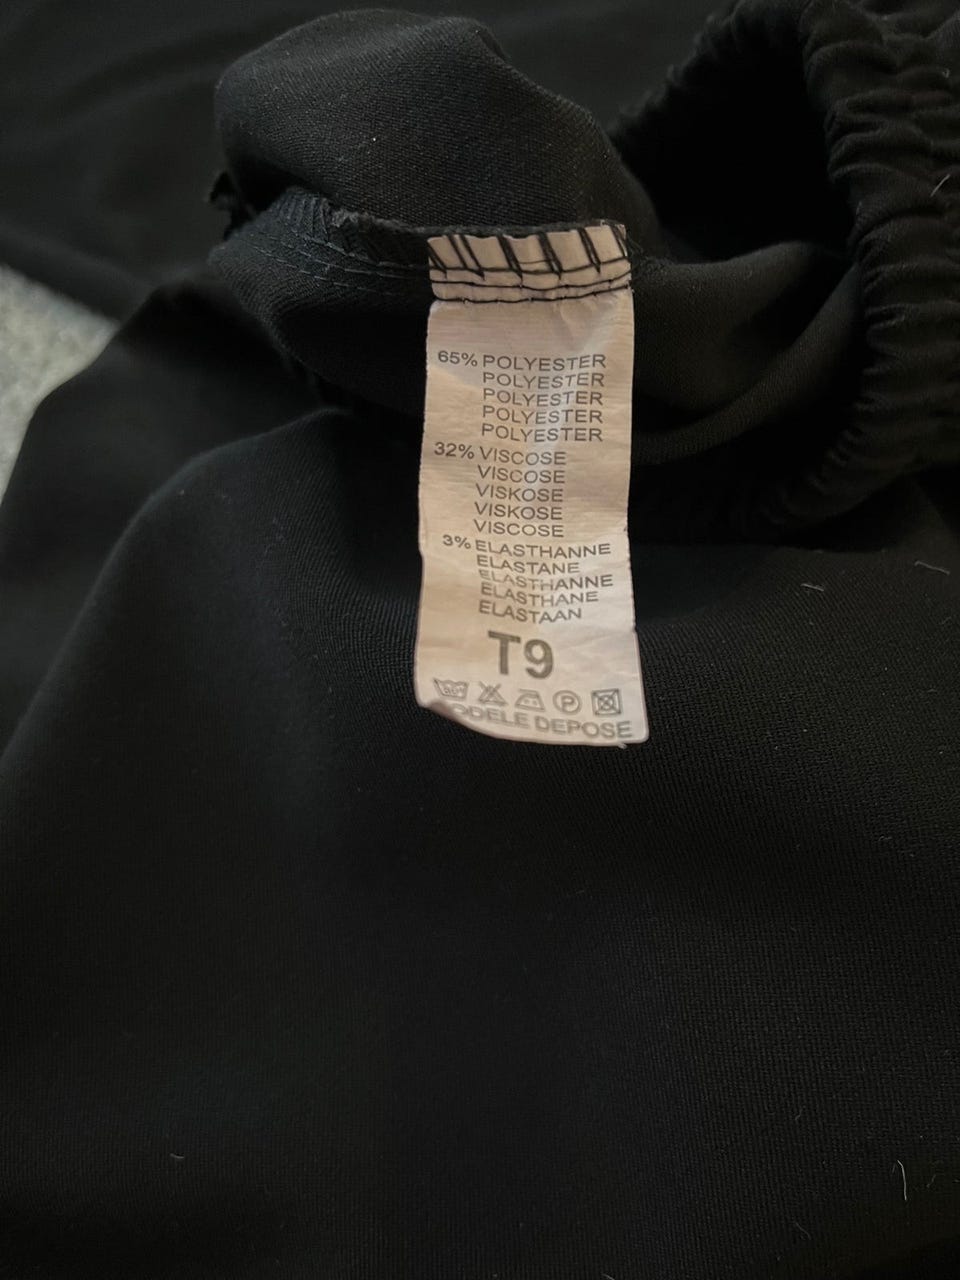 65% POLYESTER
POLYESTER
POLYESTER
POLYESTER
POLYESTER
32% VISCOSE
VISCOSE
VISKOSE
VISKOSE
VISCOSE
3% ELASTHANNE
ELASTANE
ELASTHANNE
ELASTHANE
ELASTAAN
T9
P
ODELE DEPOSE